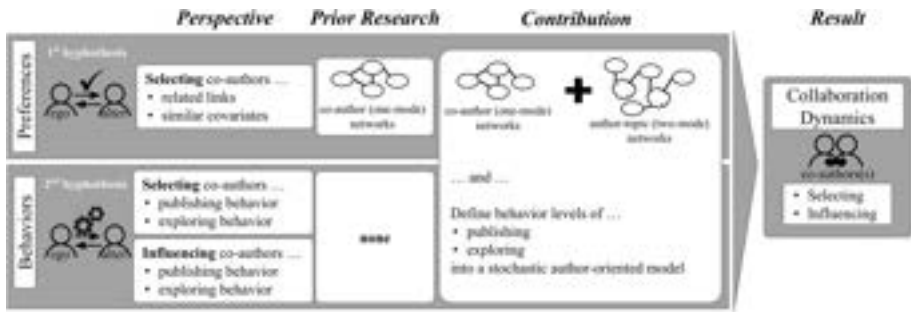 Perspective
Prior Research
Contribution
Result
Preferences
1st hypothesis
ego
alter
Selecting co-authors …
• related links
• similar covariates
co-author (one-mode)
networks
co-author (one-mode)
networks
author-topic (two-mode)
networks
Behaviors
2nd hypothesis
ego
alter
Selecting co-authors …
• publishing behavior
• exploring behavior
Influencing co-authors …
• publishing behavior
• exploring behavior
none
… and …
Define behavior levels of …
• publishing
• exploring
into a stochastic author-oriented model
Collaboration
Dynamics
co-authors(s)
• Selecting
• Influencing